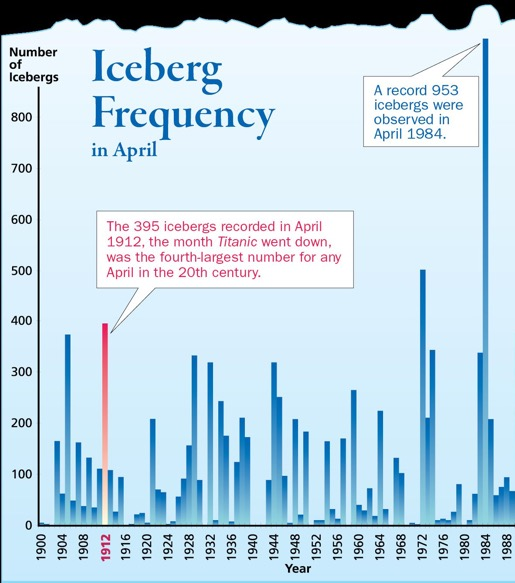 Number
of
Icebergs
Iceberg
Frequency
in April
A record 953
icebergs were
observed in
April 1984.
The 395 icebergs recorded in April
1912, the month Titanic went down,
was the fourth-largest number for any
April in the 20th century.
800
700
600
500
400
300
200
100
0
1900 1904 1908 1912 1916 1920 1924 1928 1932 1936 1940 1944 1948 1952 1956 1960 1964 1968 1972 1976 1980 1984 1988
Year